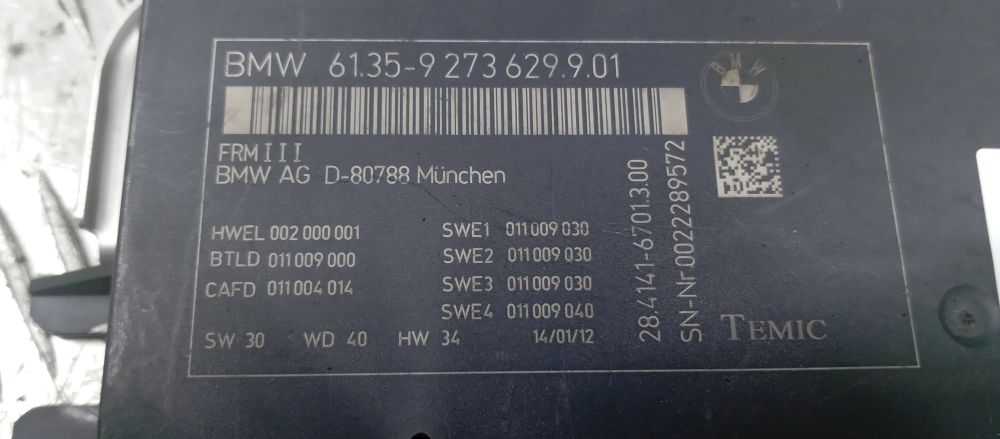 BMW 61.35-9 273 629.9.01
BMW
FRMIII
BMW AG D-80788 München
HWEL 002 000 001
BTLD 011 009 000
CAFD 011 004 014
SWE1 011 009 030
SWE2 011 009 030
SWE3 011 009 030
SWE4 011 009 040
SW 30 WD 40 HW 34 14/01/12
28.4141-6701.3.00
SN-Nr.0022289572
TEMIC